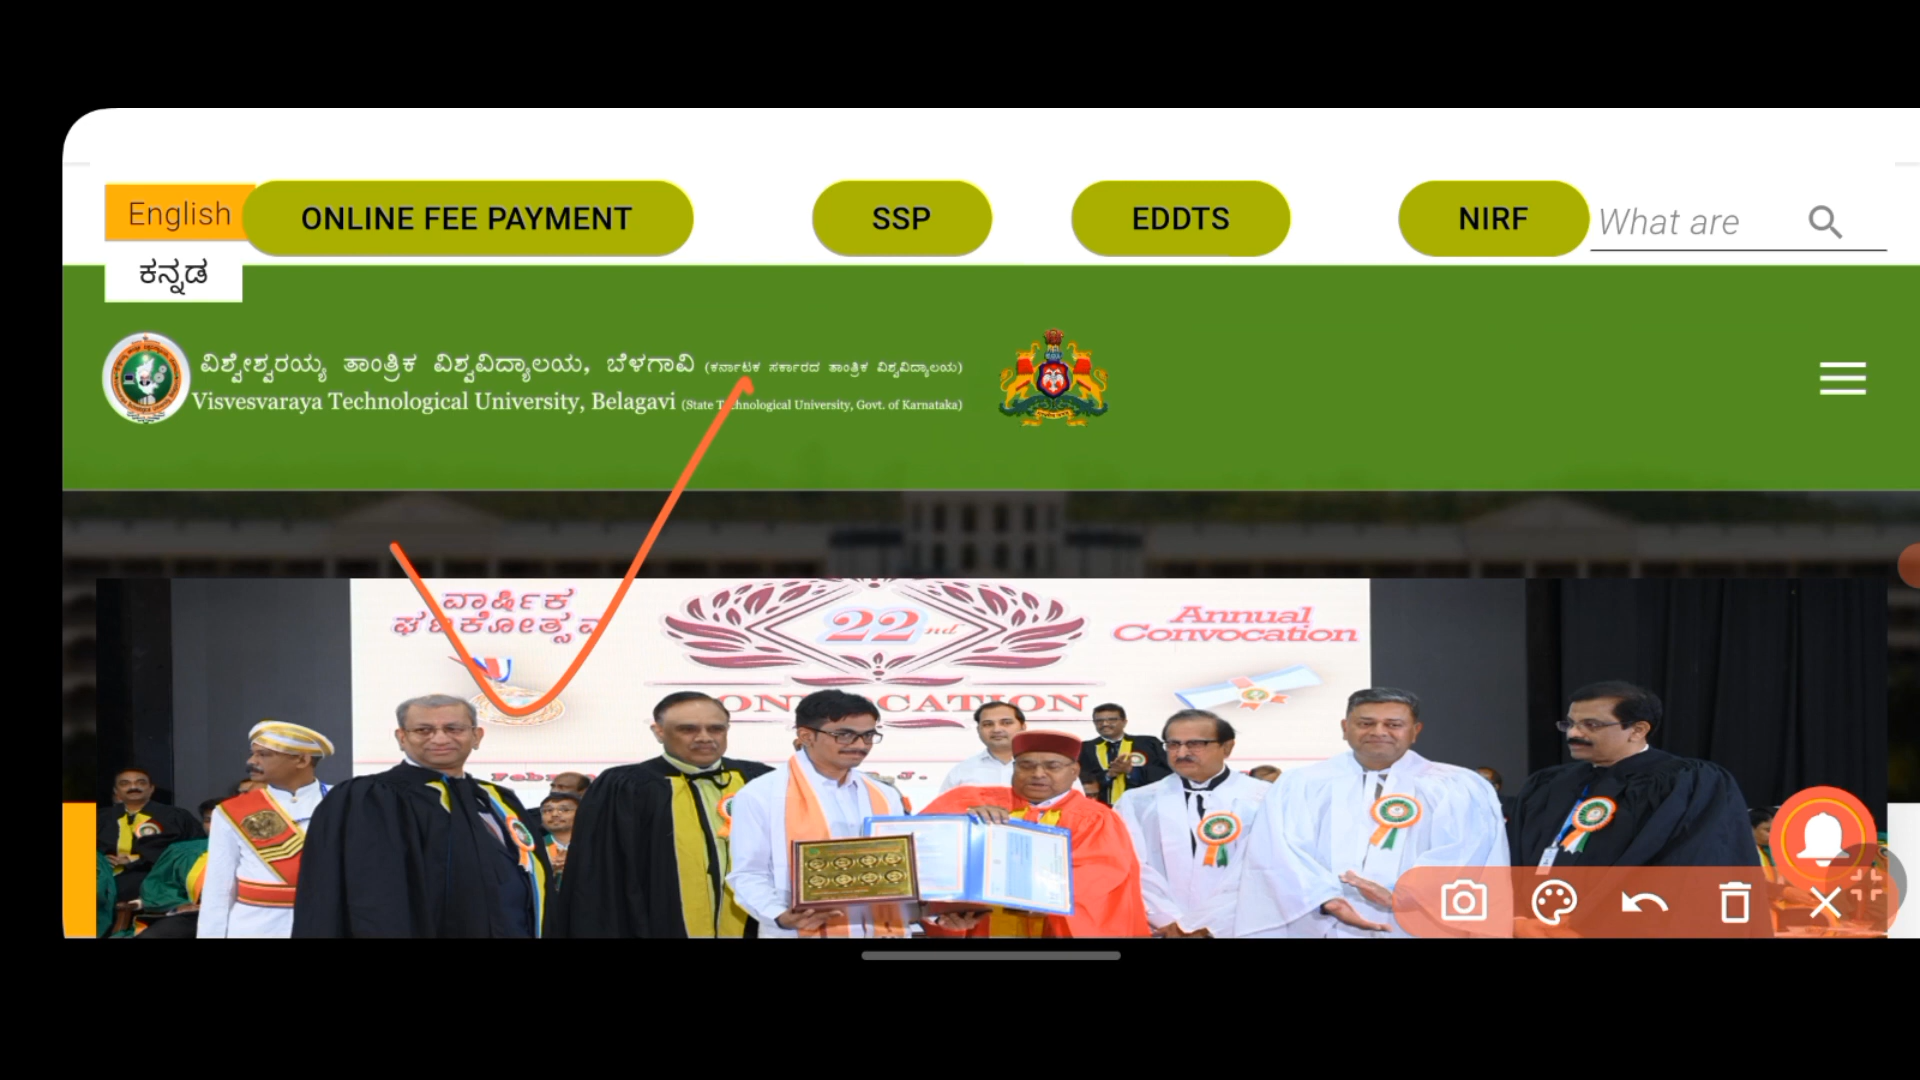 English
ONLINE FEE PAYMENT
SSP
EDDTS
NIRF
What are
ಕನ್ನಡ
ವಿಶ್ವೇಶ್ವರಯ್ಯ ತಾಂತ್ರಿಕ ವಿಶ್ವವಿದ್ಯಾಲಯ, ಬೆಳಗಾವಿ (ಕರ್ನಾಟಕ ಸರ್ಕಾರದ ತಾಂತ್ರಿಕ ವಿಶ್ವವಿದ್ಯಾಲಯ)
Visvesvaraya Technological University, Belagavi (State Technological University, Govt. of Karnataka)
ವಾರ್ಷಿಕ
22nd
Annual
Convocation